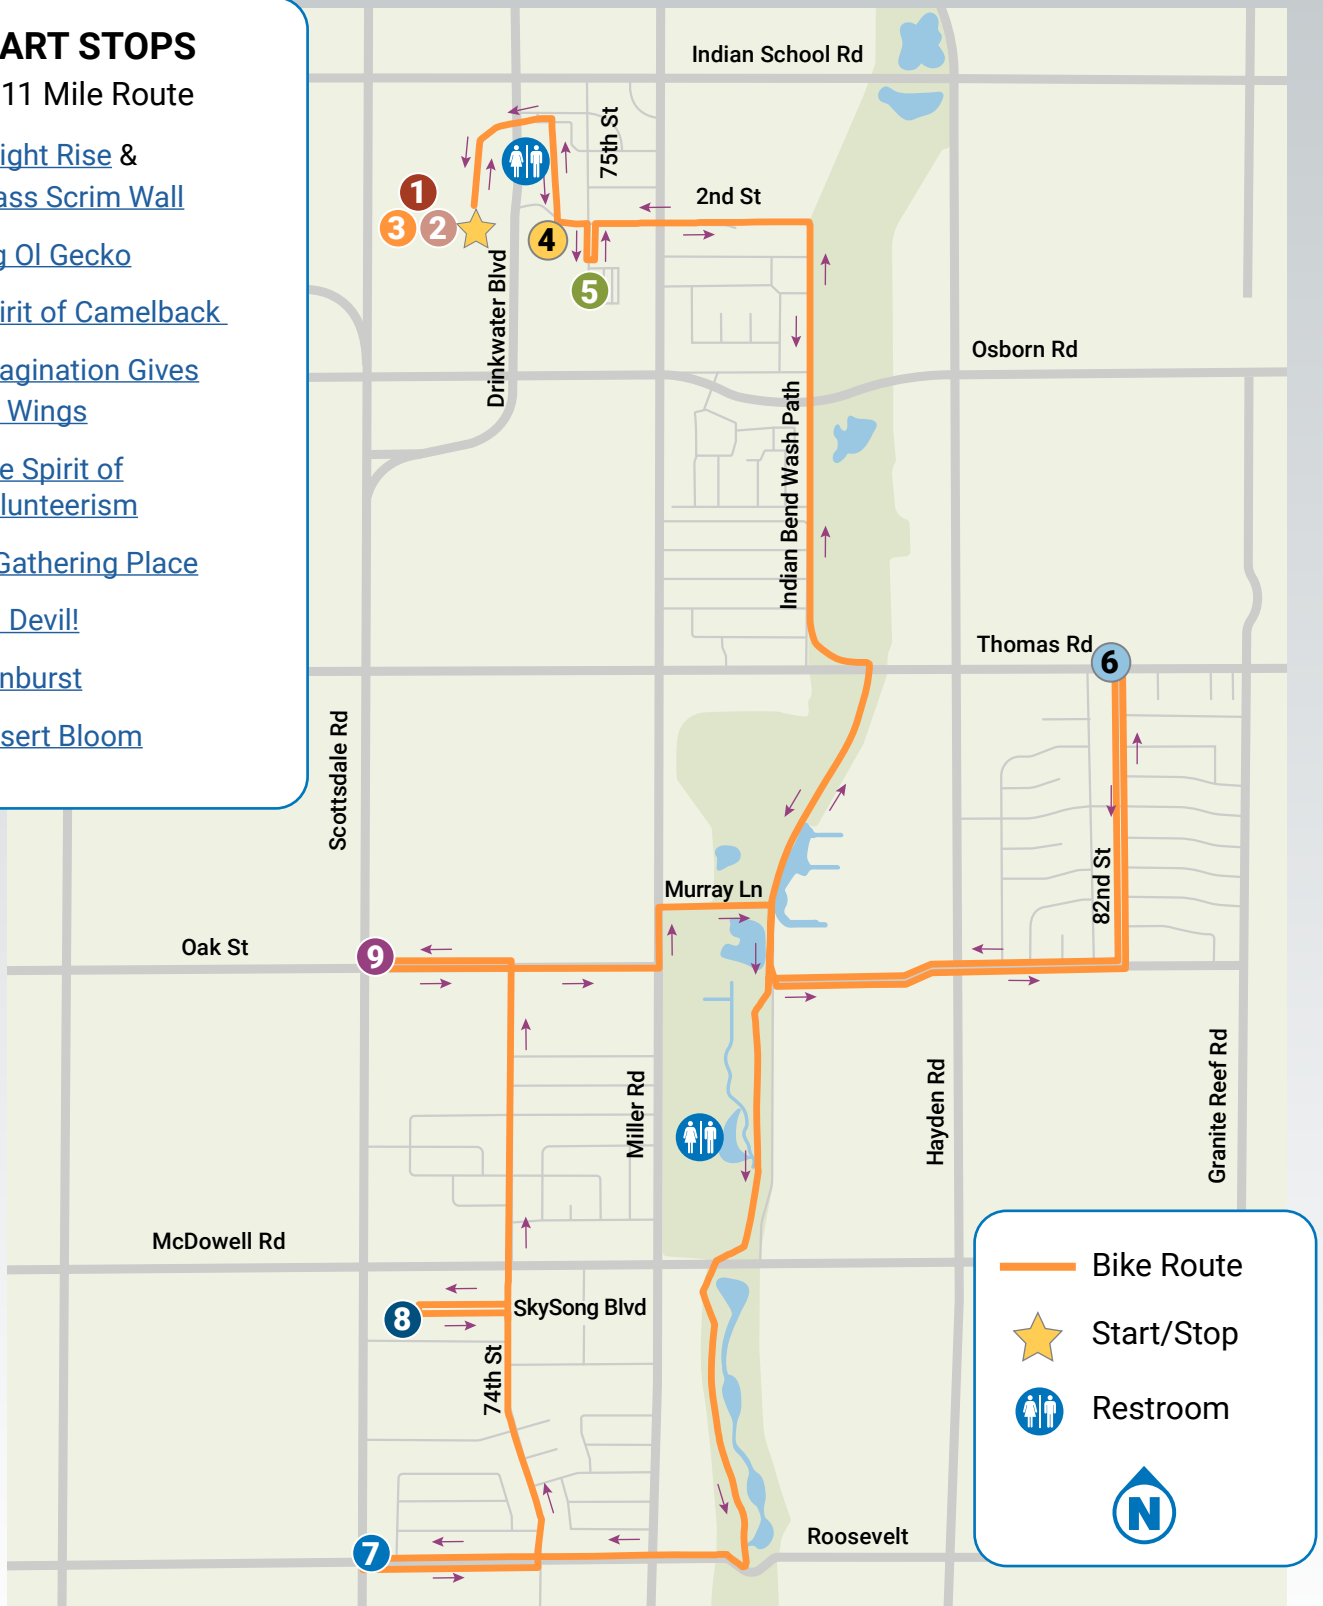 ART STOPS
11 Mile Route
ight Rise &
ass Scrim Wall
g Ol Gecko
irit of Camelback
agination Gives
Wings
e Spirit of
lunteerism
Gathering Place
Devil!
nburst
sert Bloom
Indian School Rd
75th St
2nd St
1
3
2
4
5
Drinkwater Blvd
Osborn Rd
Indian Bend Wash Path
Thomas Rd
6
Scottsdale Rd
82nd St
Murray Ln
Oak St
9
Miller Rd
Hayden Rd
Granite Reef Rd
McDowell Rd
8
SkySong Blvd
74th St
7
Roosevelt
Bike Route
Start/Stop
Restroom
N